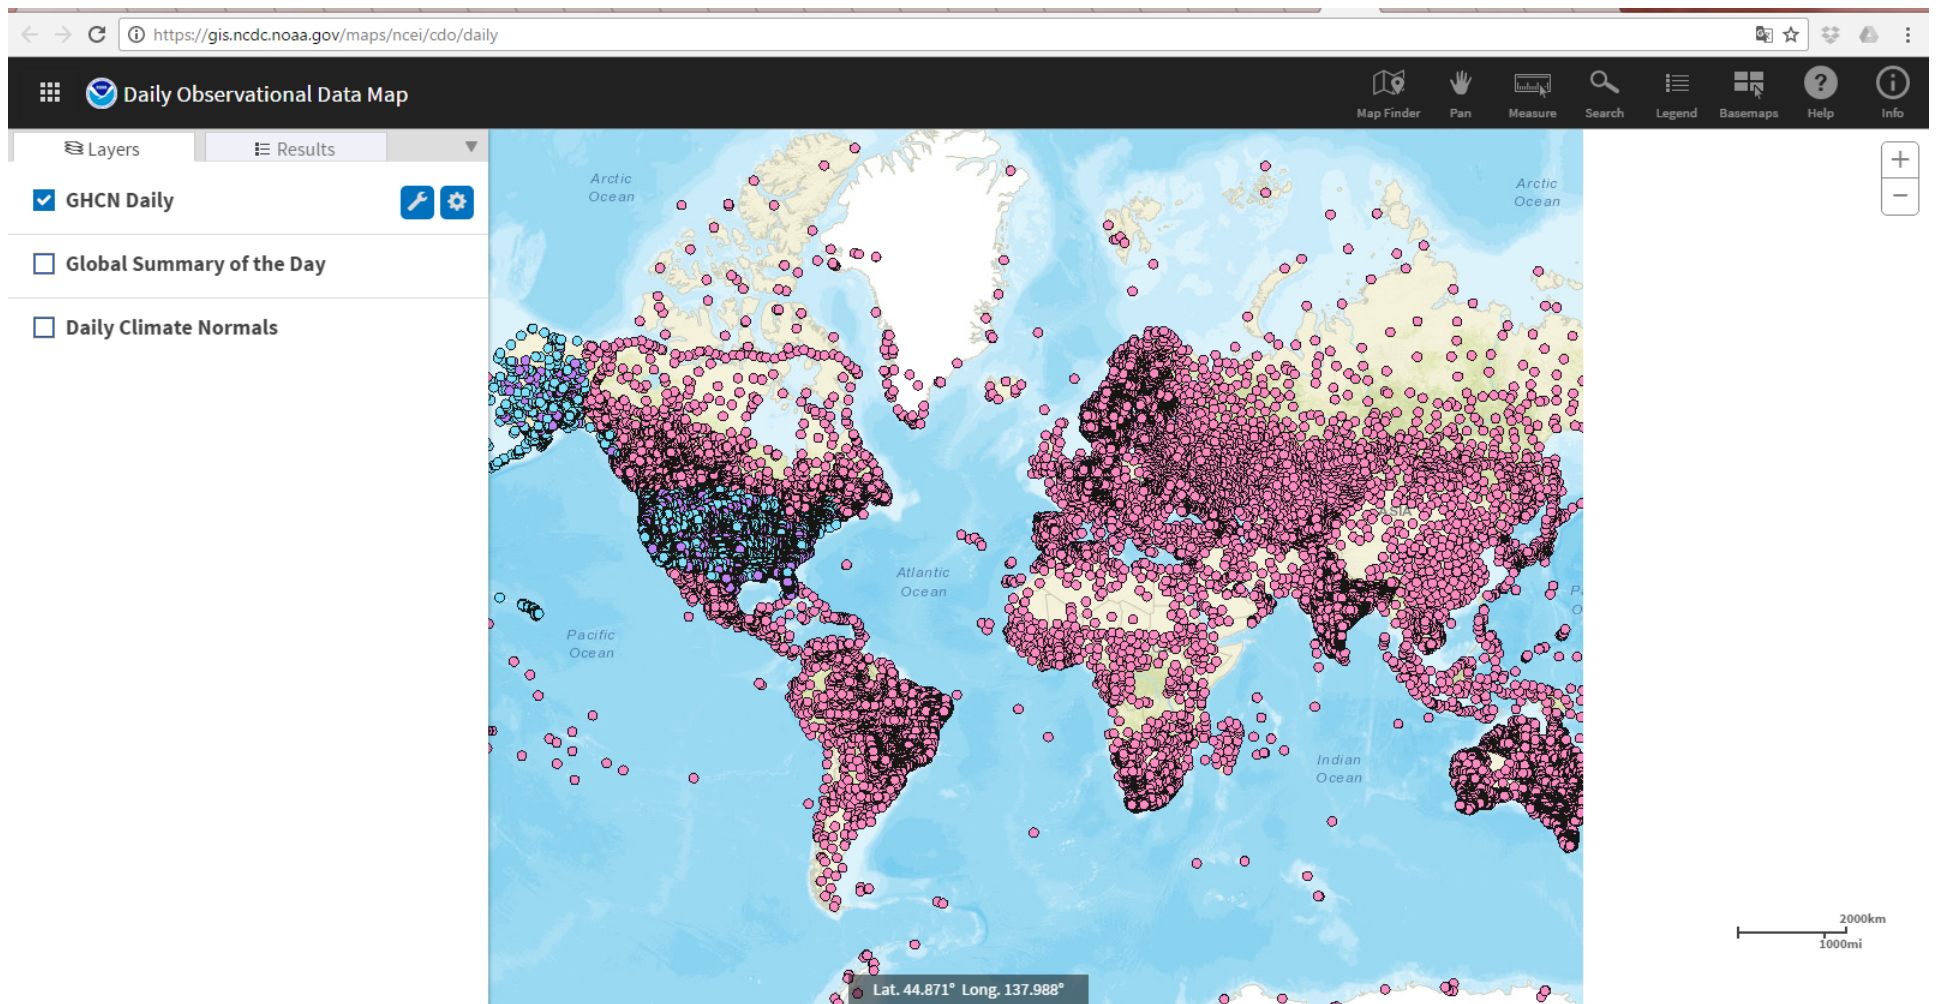 https://gis.ncdc.noaa.gov/maps/ncei/cdo/daily
Daily Observational Data Map
Map Finder
Pan
Measure
Search
Legend
Basemaps
Help
Info
Layers
Results
GHCN Daily
Global Summary of the Day
Daily Climate Normals
Arctic
Ocean
Arctic
Ocean
ASIA
Atlantic
Ocean
P
O
Pacific
Ocean
Indian
Ocean
2000km
1000mi
Lat. 44.871° Long. 137.988°